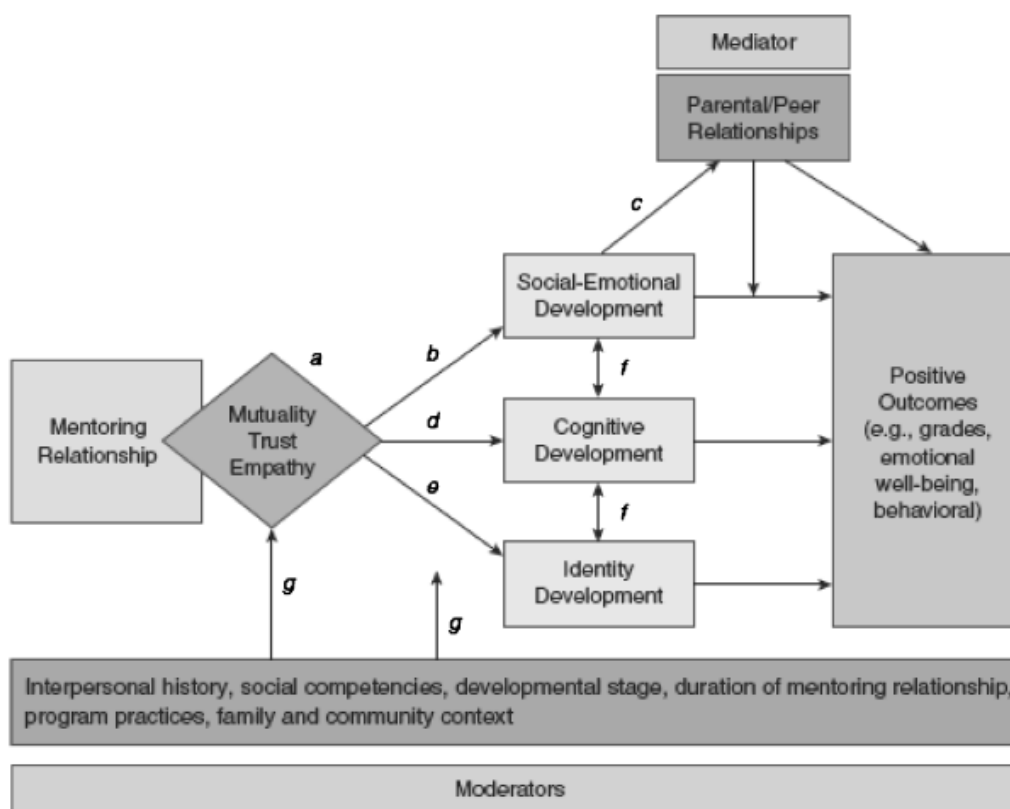 Mediator
Parental/Peer
Relationships
c
Social-Emotional
Development
a
b
f
Mentoring
Relationship
Mutuality
Trust
Empathy
d
Cognitive
Development
Positive
Outcomes
(e.g., grades,
emotional
well-being,
behavioral)
e
f
Identity
Development
g
g
Interpersonal history, social competencies, developmental stage, duration of mentoring relationship,
program practices, family and community context
Moderators